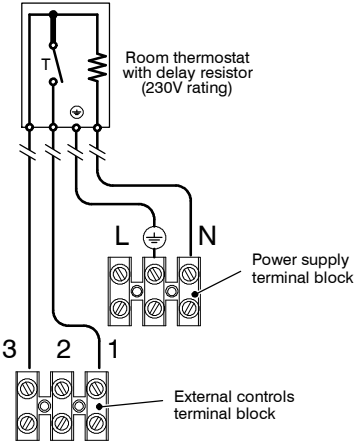 T
Room thermostat
with delay resistor
(230V rating)
L
N
Power supply
terminal block
3 2 1
External controls
terminal block